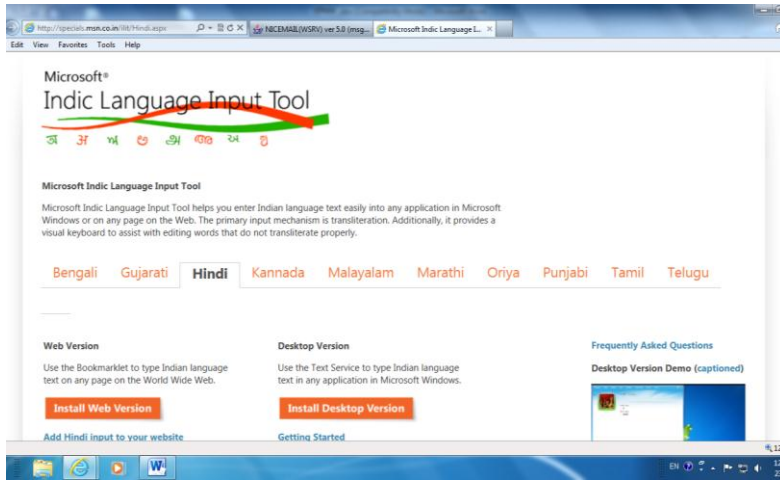 http://specials.msn.co.in/ilit/Hindi.aspx
NICEMAIL(WSRV) ver 5.0 (msg...
Microsoft Indic Language I...
Edit View Favorites Tools Help
Microsoft®
Indic Language Input Tool
Microsoft Indic Language Input Tool
Microsoft Indic Language Input Tool helps you enter Indian language text easily into any application in Microsoft
Windows or on any page on the Web. The primary input mechanism is transliteration. Additionally, it provides a
visual keyboard to assist with editing words that do not transliterate properly.
Bengali Gujarati Hindi Kannada Malayalam Marathi Oriya Punjabi Tamil Telugu
Web Version
Use the Bookmarklet to type Indian language
text on any page on the World Wide Web.
Install Web Version
Add Hindi input to your website
Desktop Version
Use the Text Service to type Indian language
text in any application in Microsoft Windows.
Install Desktop Version
Getting Started
Frequently Asked Questions
Desktop Version Demo (captioned)
EN